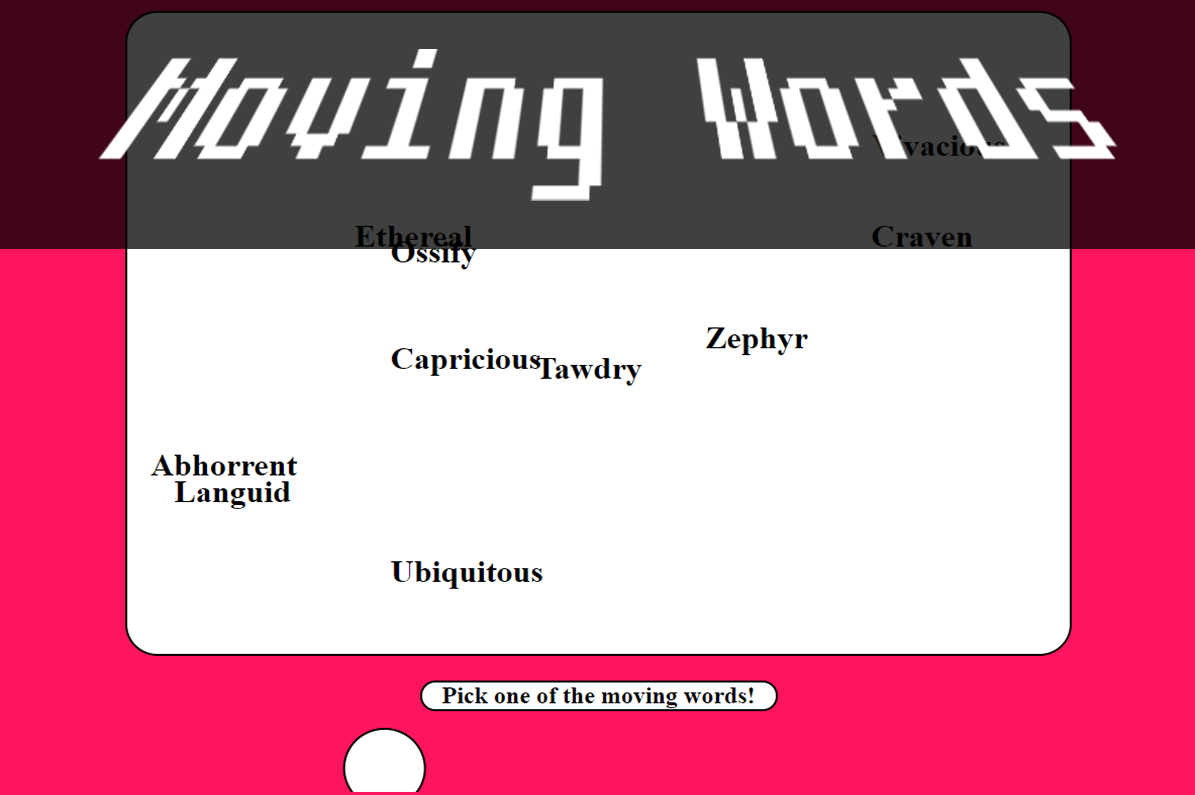 Moving Words
Vivacious
Ethereal
Craven
Ossify
Zephyr
Capricious
Tawdry
Abhorrent
Languid
Ubiquitous
Pick one of the moving words!